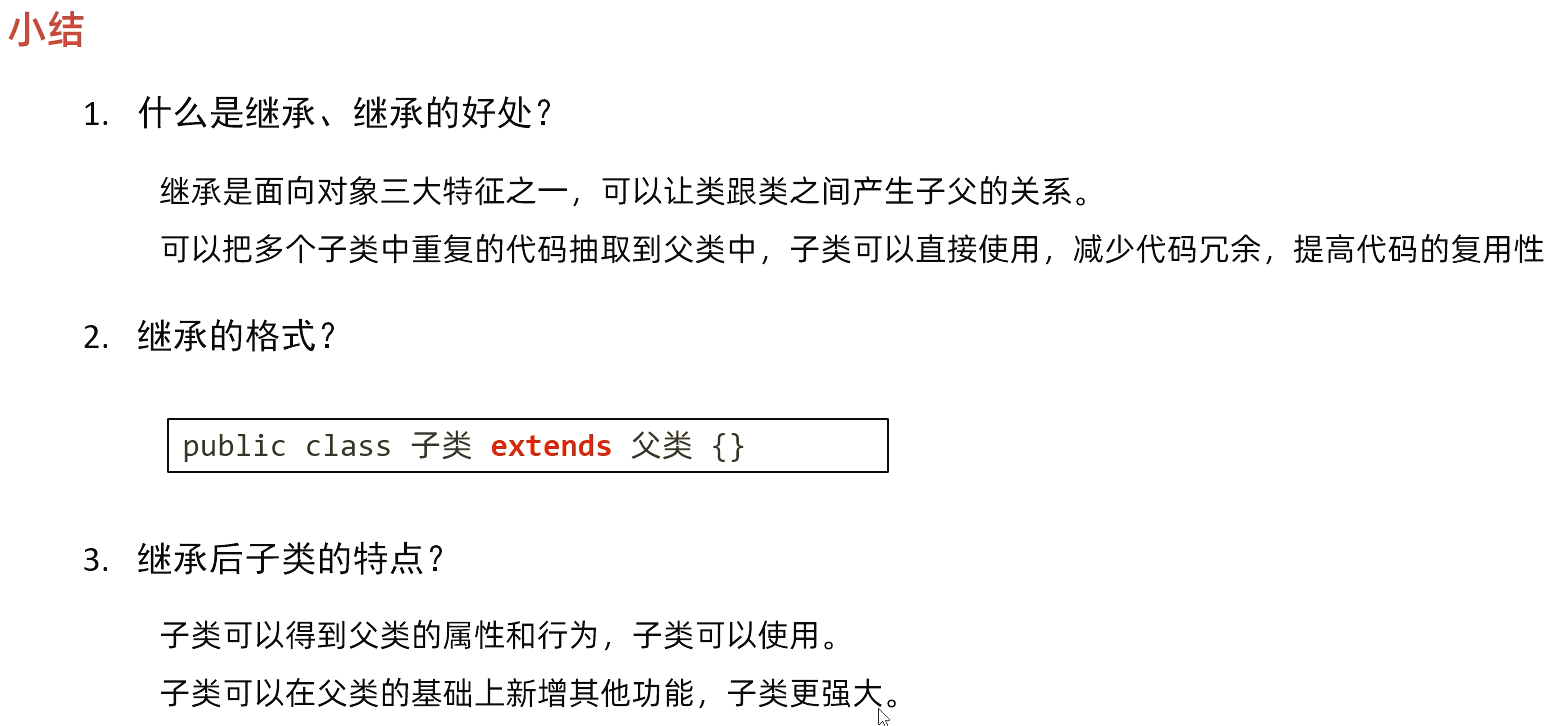 小结
1. 什么是继承、继承的好处？
继承是面向对象三大特征之一，可以让类跟类之间产生子父的关系。
可以把多个子类中重复的代码抽取到父类中，子类可以直接使用，减少代码冗余，提高代码的复用性
2. 继承的格式？
public class 子类 extends 父类 {}
3. 继承后子类的特点？
子类可以得到父类的属性和行为，子类可以使用。
子类可以在父类的基础上新增其他功能，子类更强大。